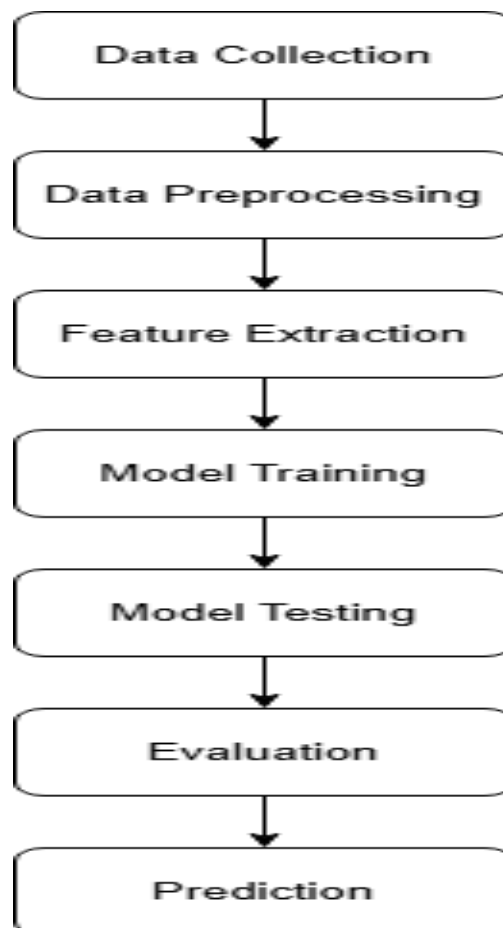 Data Collection
Data Preprocessing
Feature Extraction
Model Training
Model Testing
Evaluation
Prediction